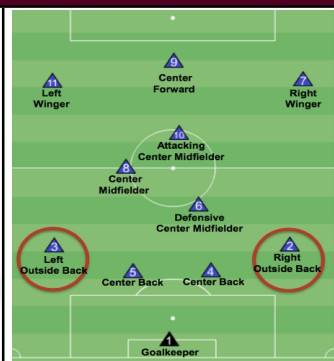 9
Center
Forward
11
Left
Winger
7
Right
Winger
10
Attacking
Center Midfielder
8
Center
Midfielder
6
Defensive
Center Midfielder
3
Left
Outside Back
2
Right
Outside Back
5
Center Back
4
Center Back
1
Goalkeeper